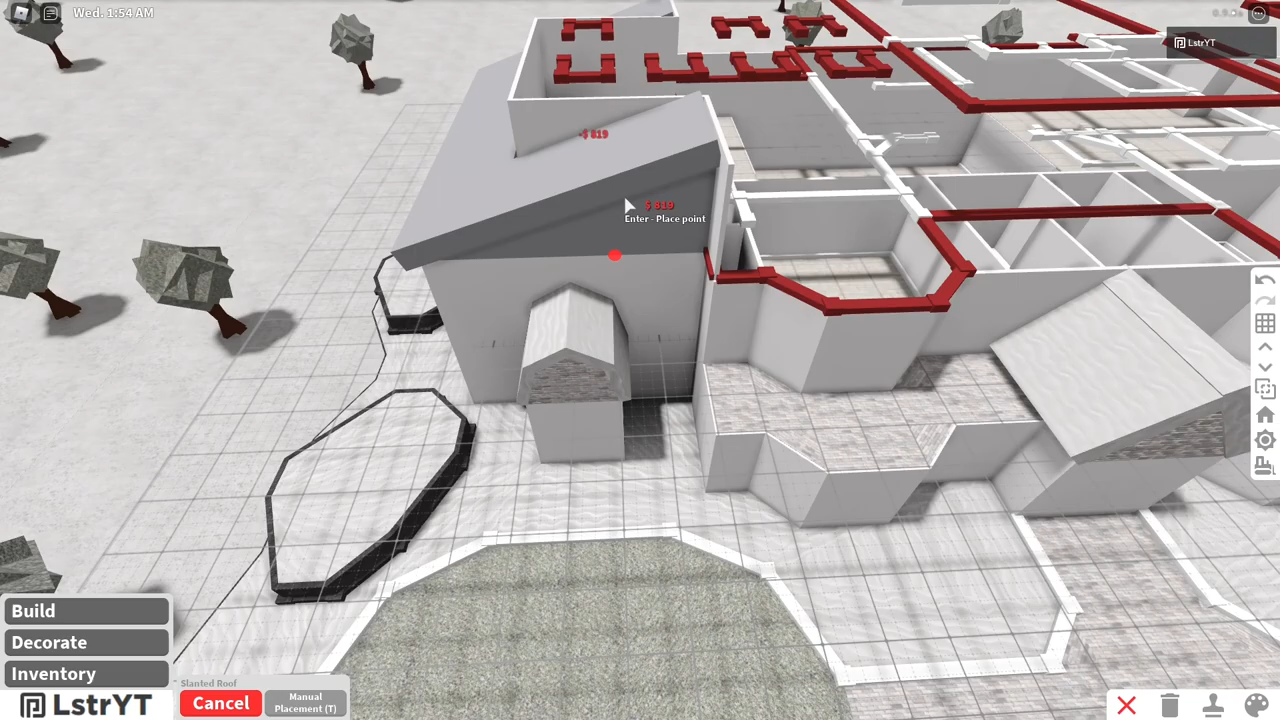 Wed. 1:54 AM
LstrYT
-$ 819
$ 819
Enter - Place point
Build
Decorate
Inventory
Slanted Roof
Cancel
Manual
Placement (T)
LstrYT